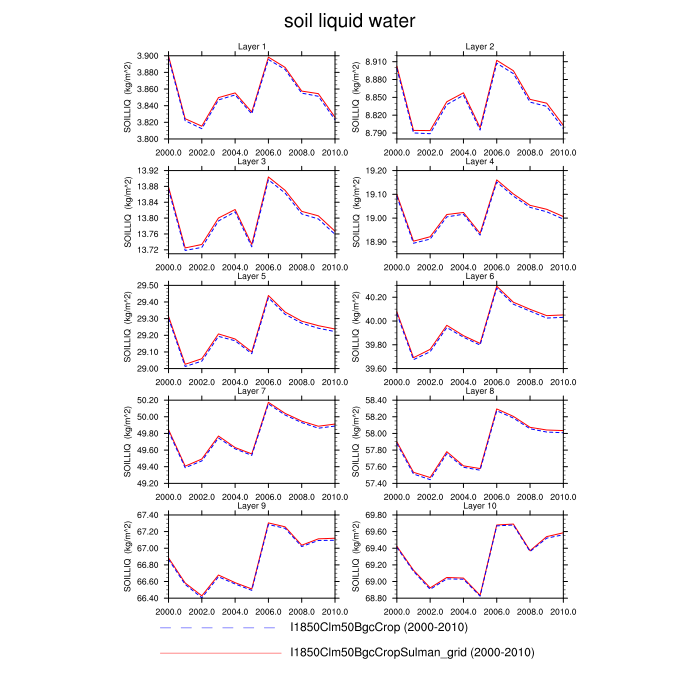 soil liquid water
Layer 1
Layer 2
3.900
3.880
3.860
3.840
3.820
3.800
SOILLIQ (kg/m^2)
2000.0 2002.0 2004.0 2006.0 2008.0 2010.0
8.910
8.880
8.850
8.820
8.790
SOILLIQ (kg/m^2)
2000.0 2002.0 2004.0 2006.0 2008.0 2010.0
Layer 3
Layer 4
13.92
13.88
13.84
13.80
13.76
13.72
SOILLIQ (kg/m^2)
2000.0 2002.0 2004.0 2006.0 2008.0 2010.0
19.20
19.10
19.00
18.90
SOILLIQ (kg/m^2)
2000.0 2002.0 2004.0 2006.0 2008.0 2010.0
Layer 5
Layer 6
29.50
29.40
29.30
29.20
29.10
29.00
SOILLIQ (kg/m^2)
2000.0 2002.0 2004.0 2006.0 2008.0 2010.0
40.20
40.00
39.80
39.60
SOILLIQ (kg/m^2)
2000.0 2002.0 2004.0 2006.0 2008.0 2010.0
Layer 7
Layer 8
50.20
50.00
49.80
49.60
49.40
49.20
SOILLIQ (kg/m^2)
2000.0 2002.0 2004.0 2006.0 2008.0 2010.0
58.40
58.20
58.00
57.80
57.60
57.40
SOILLIQ (kg/m^2)
2000.0 2002.0 2004.0 2006.0 2008.0 2010.0
Layer 9
Layer 10
67.40
67.20
67.00
66.80
66.60
66.40
SOILLIQ (kg/m^2)
2000.0 2002.0 2004.0 2006.0 2008.0 2010.0
69.80
69.60
69.40
69.20
69.00
68.80
SOILLIQ (kg/m^2)
2000.0 2002.0 2004.0 2006.0 2008.0 2010.0
I1850Clm50BgcCrop (2000-2010)
I1850Clm50BgcCropSulman_grid (2000-2010)